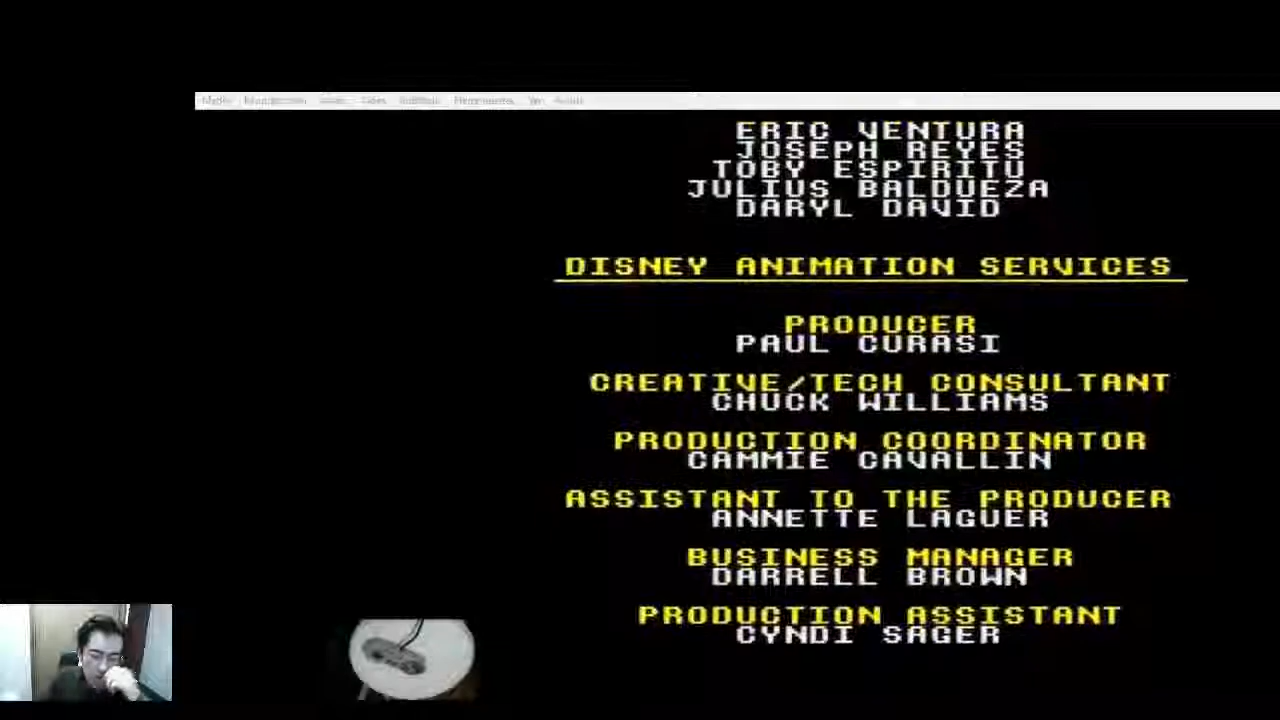 ERIC VENTURA
JOSEPH REYES
TOBY ESPIRITU
JULIUS BALDUEZA
DARYL DAVID
DISNEY ANIMATION SERVICES
PRODUCER
PAUL CURASI
CREATIVE/TECH CONSULTANT
CHUCK WILLIAMS
PRODUCTION COORDINATOR
CAMMIE CAVALLIN
ASSISTANT TO THE PRODUCER
ANNETTE LAGUER
BUSINESS MANAGER
DARRELL BROWN
PRODUCTION ASSISTANT
CYNDI SAGER